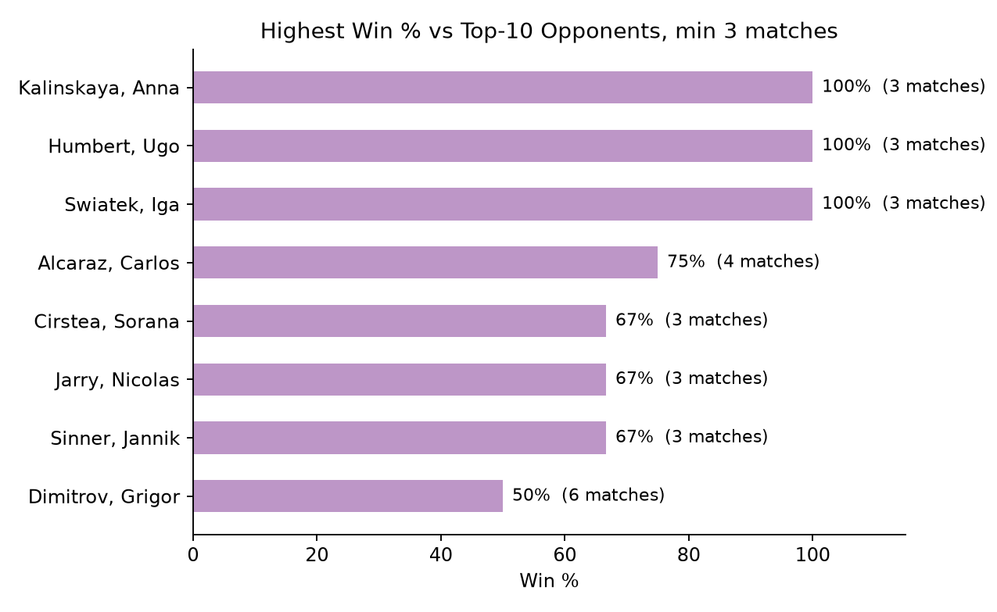 Highest Win % vs Top-10 Opponents, min 3 matches
Kalinskaya, Anna 100% (3 matches)
Humbert, Ugo 100% (3 matches)
Swiatek, Iga 100% (3 matches)
Alcaraz, Carlos 75% (4 matches)
Cirstea, Sorana 67% (3 matches)
Jarry, Nicolas 67% (3 matches)
Sinner, Jannik 67% (3 matches)
Dimitrov, Grigor 50% (6 matches)
0 20 40 60 80 100
Win %